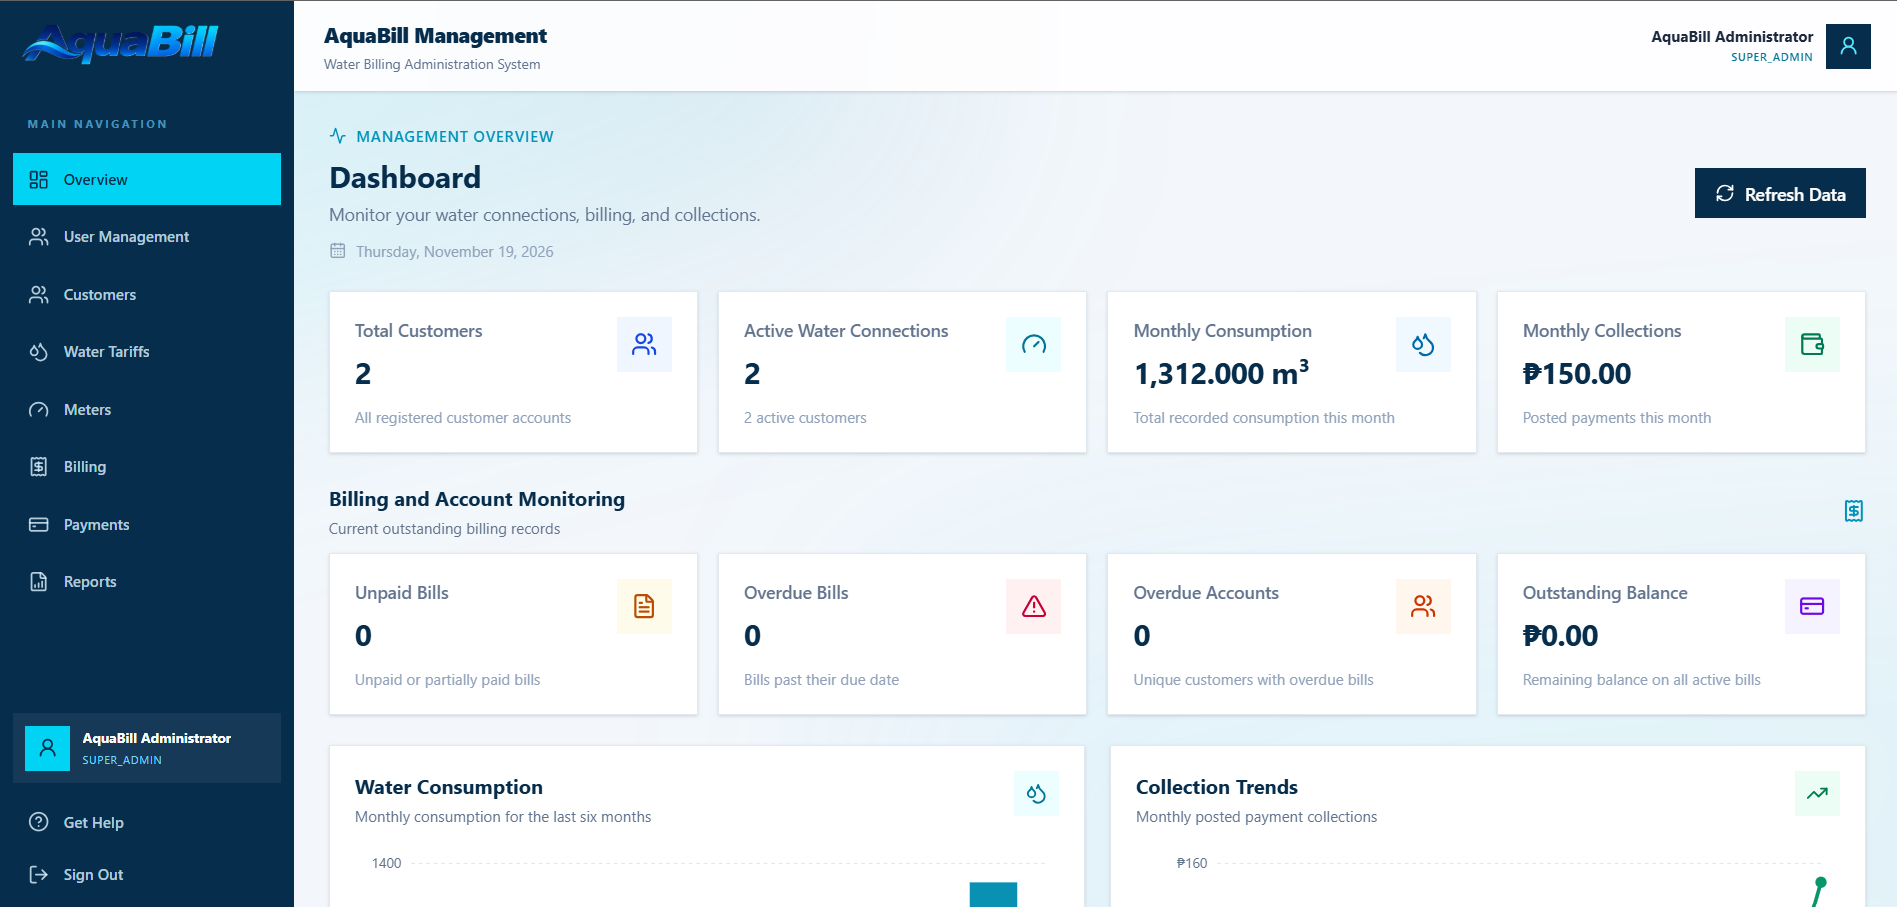 AquaBill
MAIN NAVIGATION
Overview
User Management
Customers
Water Tariffs
Meters
Billing
Payments
Reports
AquaBill Administrator
SUPER_ADMIN
Get Help
Sign Out
AquaBill Management
Water Billing Administration System
AquaBill Administrator
SUPER_ADMIN
MANAGEMENT OVERVIEW
Dashboard
Monitor your water connections, billing, and collections.
Thursday, November 19, 2026
Refresh Data
Total Customers
2
All registered customer accounts
Active Water Connections
2
2 active customers
Monthly Consumption
1,312.000 m³
Total recorded consumption this month
Monthly Collections
₱150.00
Posted payments this month
Billing and Account Monitoring
Current outstanding billing records
Unpaid Bills
0
Unpaid or partially paid bills
Overdue Bills
0
Bills past their due date
Overdue Accounts
0
Unique customers with overdue bills
Outstanding Balance
₱0.00
Remaining balance on all active bills
Water Consumption
Monthly consumption for the last six months
1400
Collection Trends
Monthly posted payment collections
₱160